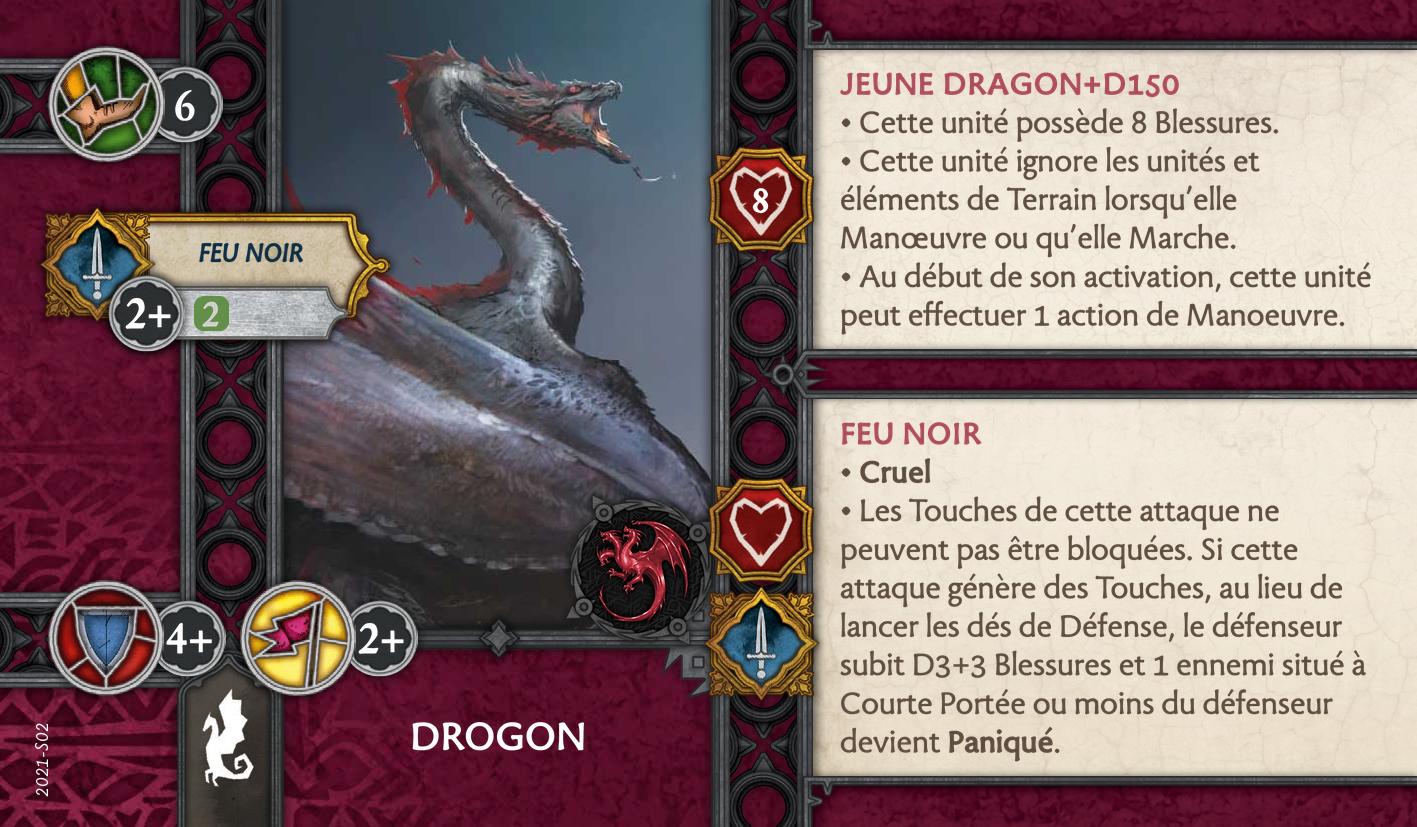 6
FEU NOIR
2+
2
4+
2+
DROGON
2021-S02
8
JEUNE DRAGON+D150
• Cette unité possède 8 Blessures.
• Cette unité ignore les unités et
éléments de Terrain lorsqu'elle
Manœuvre ou qu'elle Marche.
• Au début de son activation, cette unité
peut effectuer 1 action de Manoeuvre.
FEU NOIR
• Cruel
• Les Touches de cette attaque ne
peuvent pas être bloquées. Si cette
attaque génère des Touches, au lieu de
lancer les dés de Défense, le défenseur
subit D3+3 Blessures et 1 ennemi situé à
Courte Portée ou moins du défenseur
devient Paniqué.